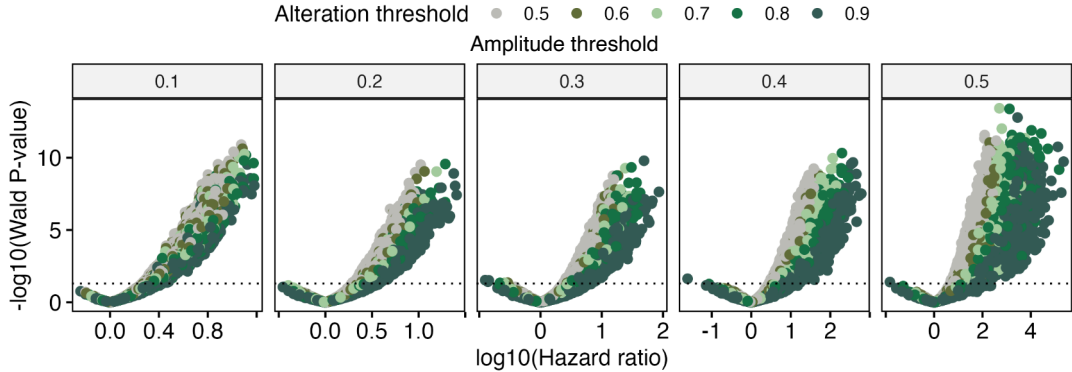 Alteration threshold 0.5 0.6 0.7 0.8 0.9
Amplitude threshold
0.1 0.2 0.3 0.4 0.5
-log10(Wald P-value)
10
5
0
0.0 0.4 0.8 0.0 0.5 1.0 0 1 2 -1 0 1 2 0 2 4
log10(Hazard ratio)